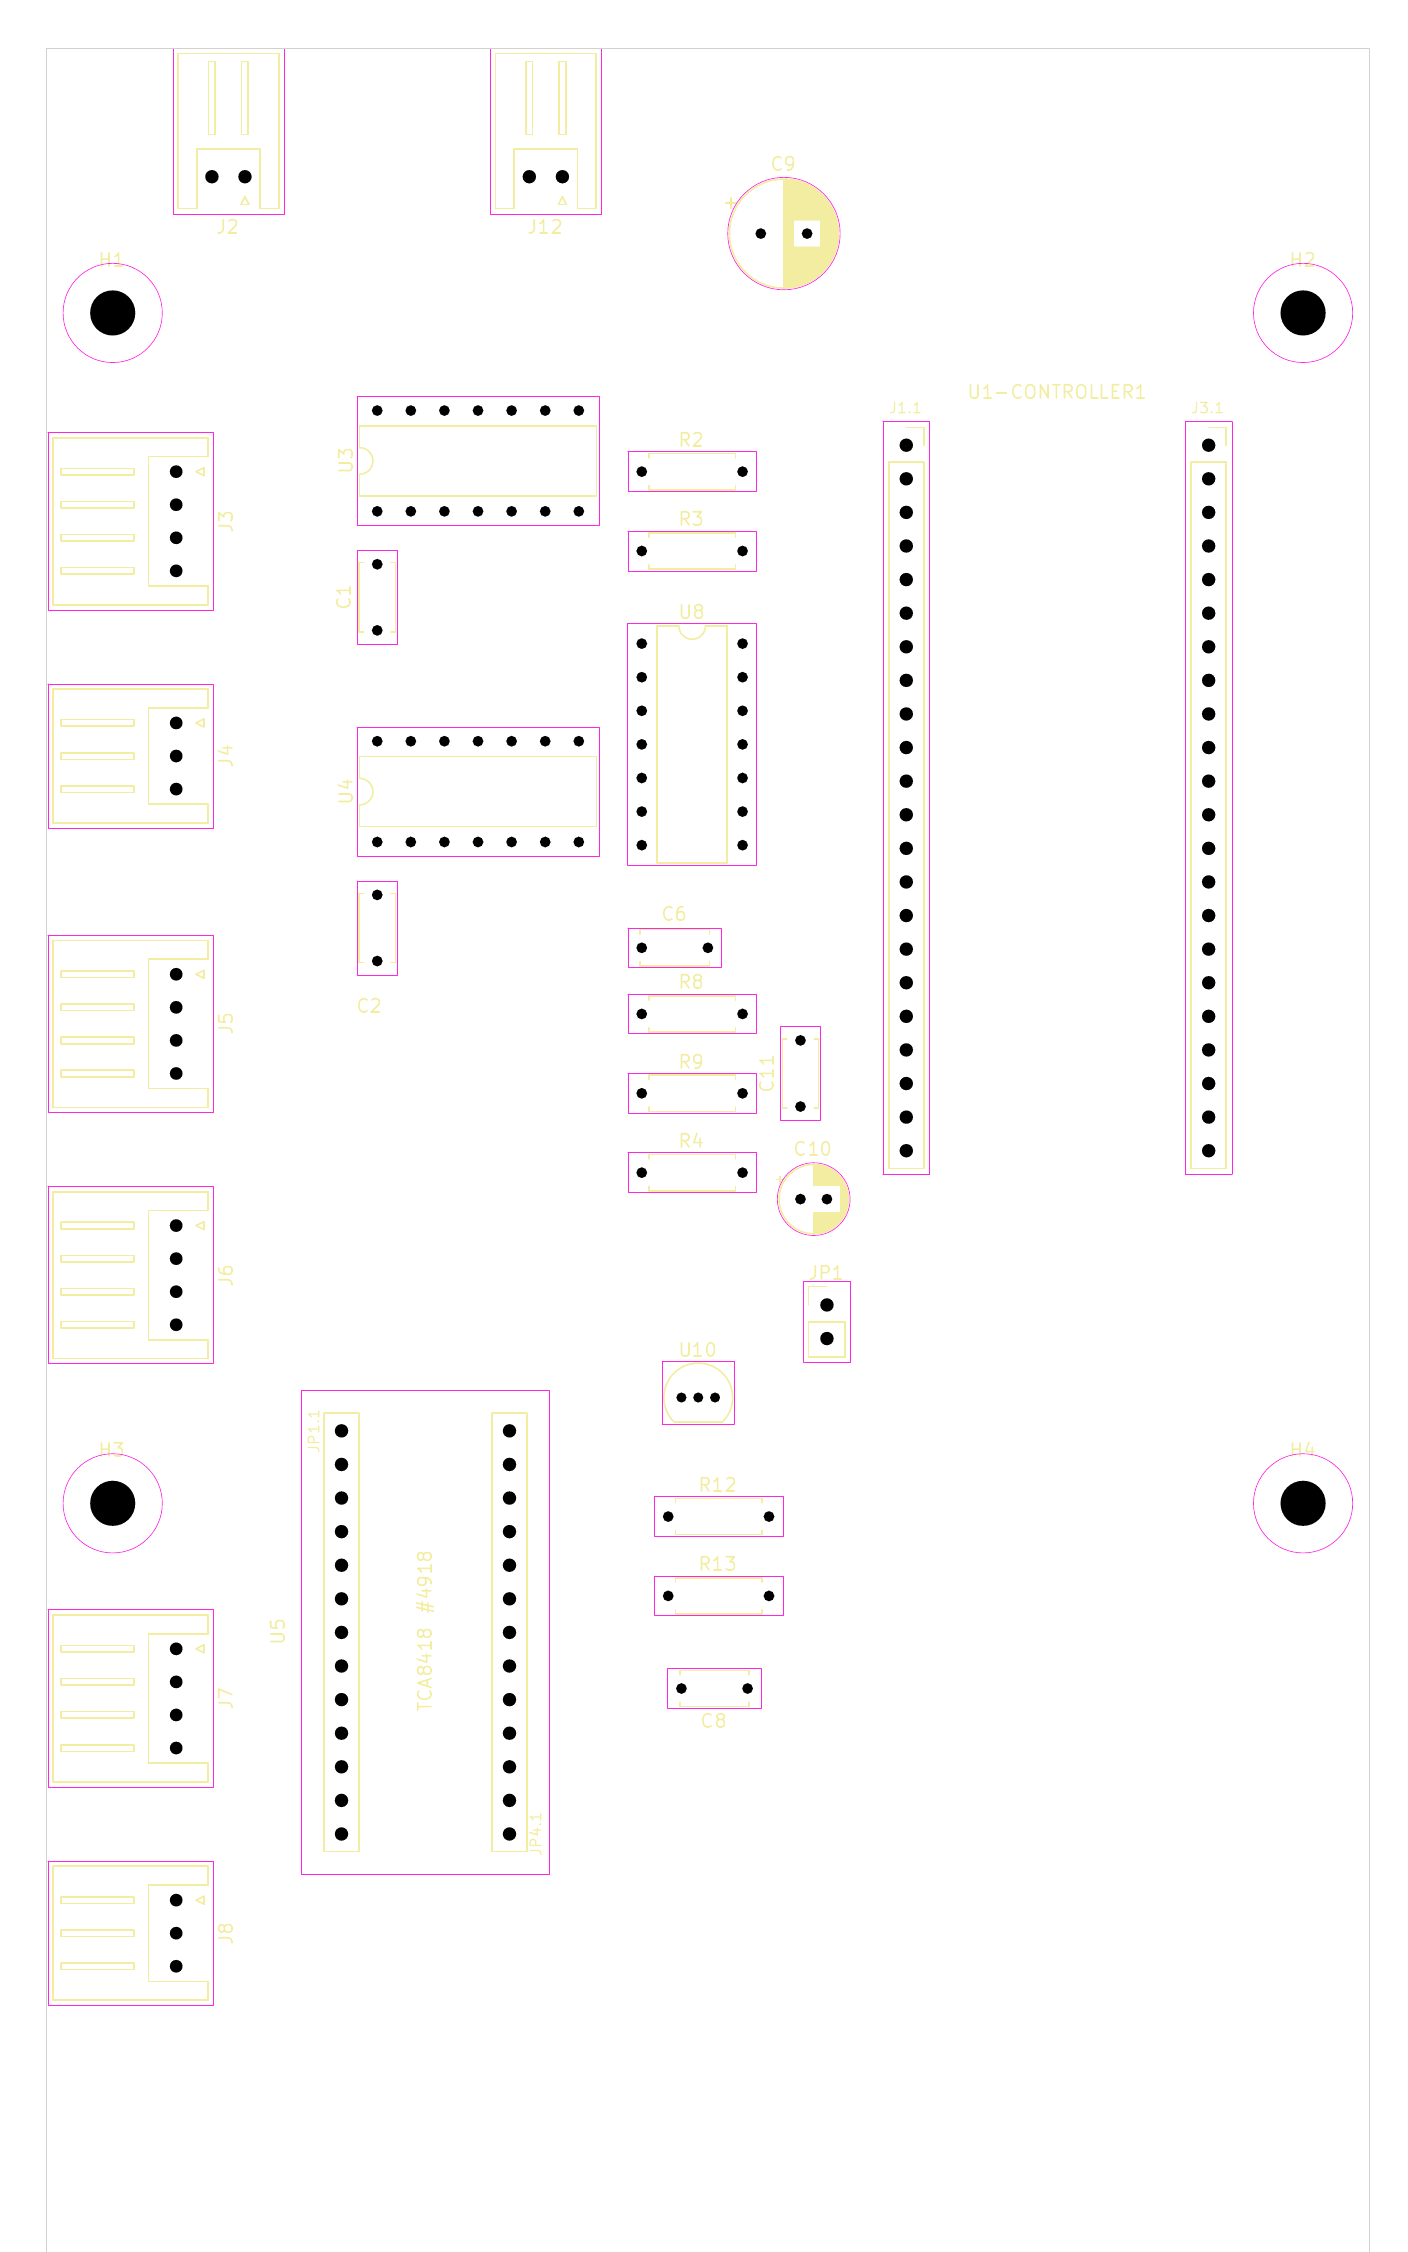 C9
+
J2
J12
H1
H2
U1-CONTROLLER1
J1.1
J3.1
R2
U3
J3
R3
C1
U8
J4
U4
C6
R8
C2
J5
R9
C11
R4
C10
+
J6
JP1
U10
JP1.1
H3
H4
R12
R13
TCA8418 #4918
U5
J7
C8
JP4.1
J8